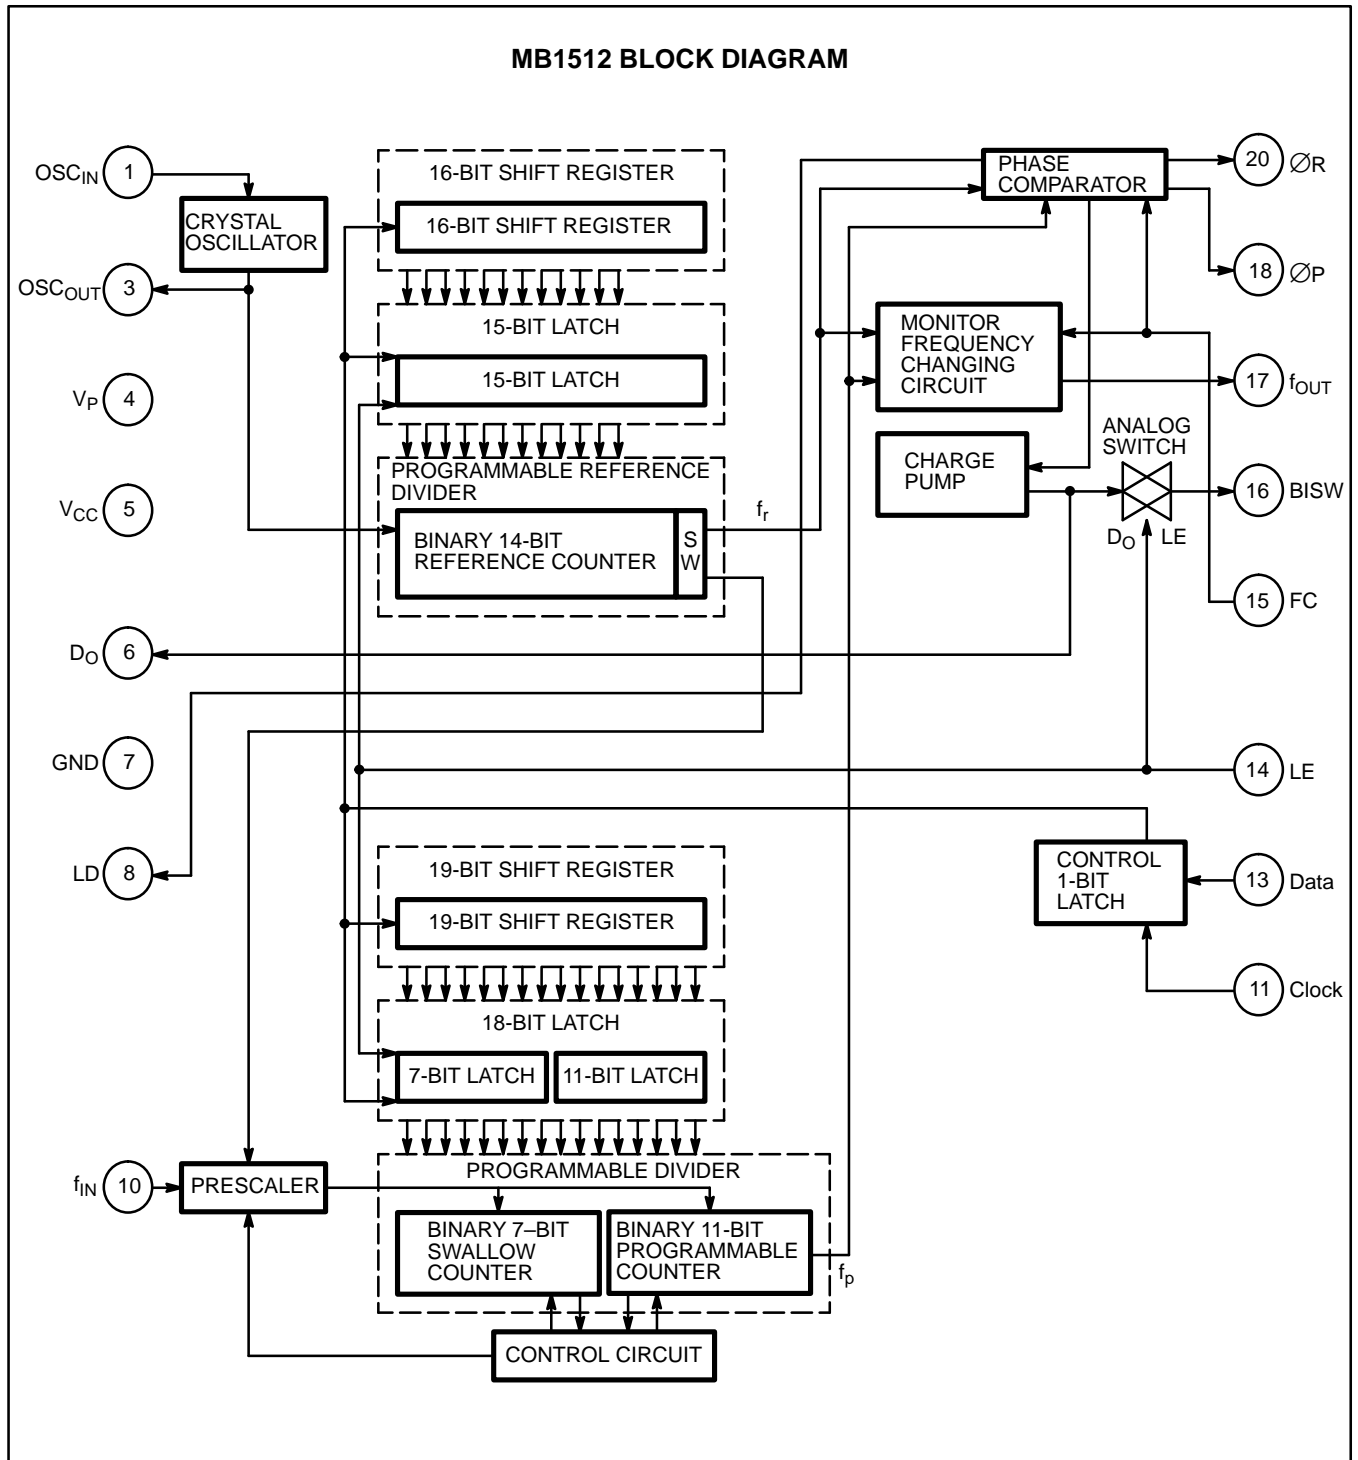 MB1512 BLOCK DIAGRAM
OSCIN 1
CRYSTAL
OSCILLATOR
OSCOUT 3
VP 4
VCC 5
DO 6
GND 7
LD 8
fIN 10
PRESCALER
16-BIT SHIFT REGISTER
16-BIT SHIFT REGISTER
15-BIT LATCH
15-BIT LATCH
PROGRAMMABLE REFERENCE
DIVIDER
BINARY 14-BIT
REFERENCE COUNTER
S
W
fr
19-BIT SHIFT REGISTER
19-BIT SHIFT REGISTER
18-BIT LATCH
7-BIT LATCH
11-BIT LATCH
PROGRAMMABLE DIVIDER
BINARY 7–BIT
SWALLOW
COUNTER
BINARY 11-BIT
PROGRAMMABLE
COUNTER
fp
CONTROL CIRCUIT
PHASE
COMPARATOR
MONITOR
FREQUENCY
CHANGING
CIRCUIT
CHARGE
PUMP
ANALOG
SWITCH
DO LE
CONTROL
1-BIT
LATCH
20 ∅R
18 ∅P
17 fOUT
16 BISW
15 FC
14 LE
13 Data
11 Clock